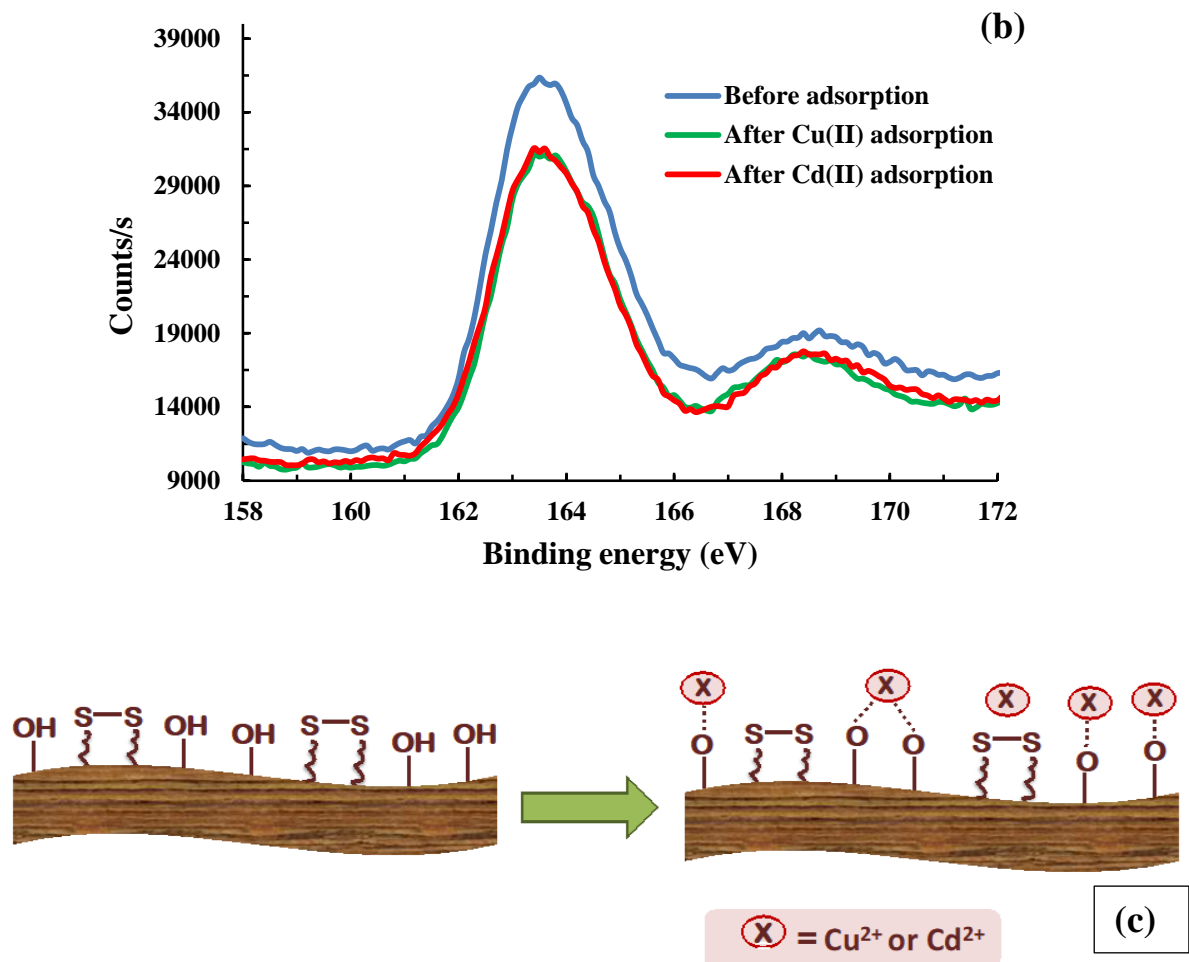 (b)
39000
34000
29000
24000
19000
14000
9000
Counts/s
Before adsorption
After Cu(II) adsorption
After Cd(II) adsorption
158 160 162 164 166 168 170 172
Binding energy (eV)
OH S S OH OH S S OH OH
X X X X X
O S S O O S S O O
(c)
X = Cu²⁺ or Cd²⁺